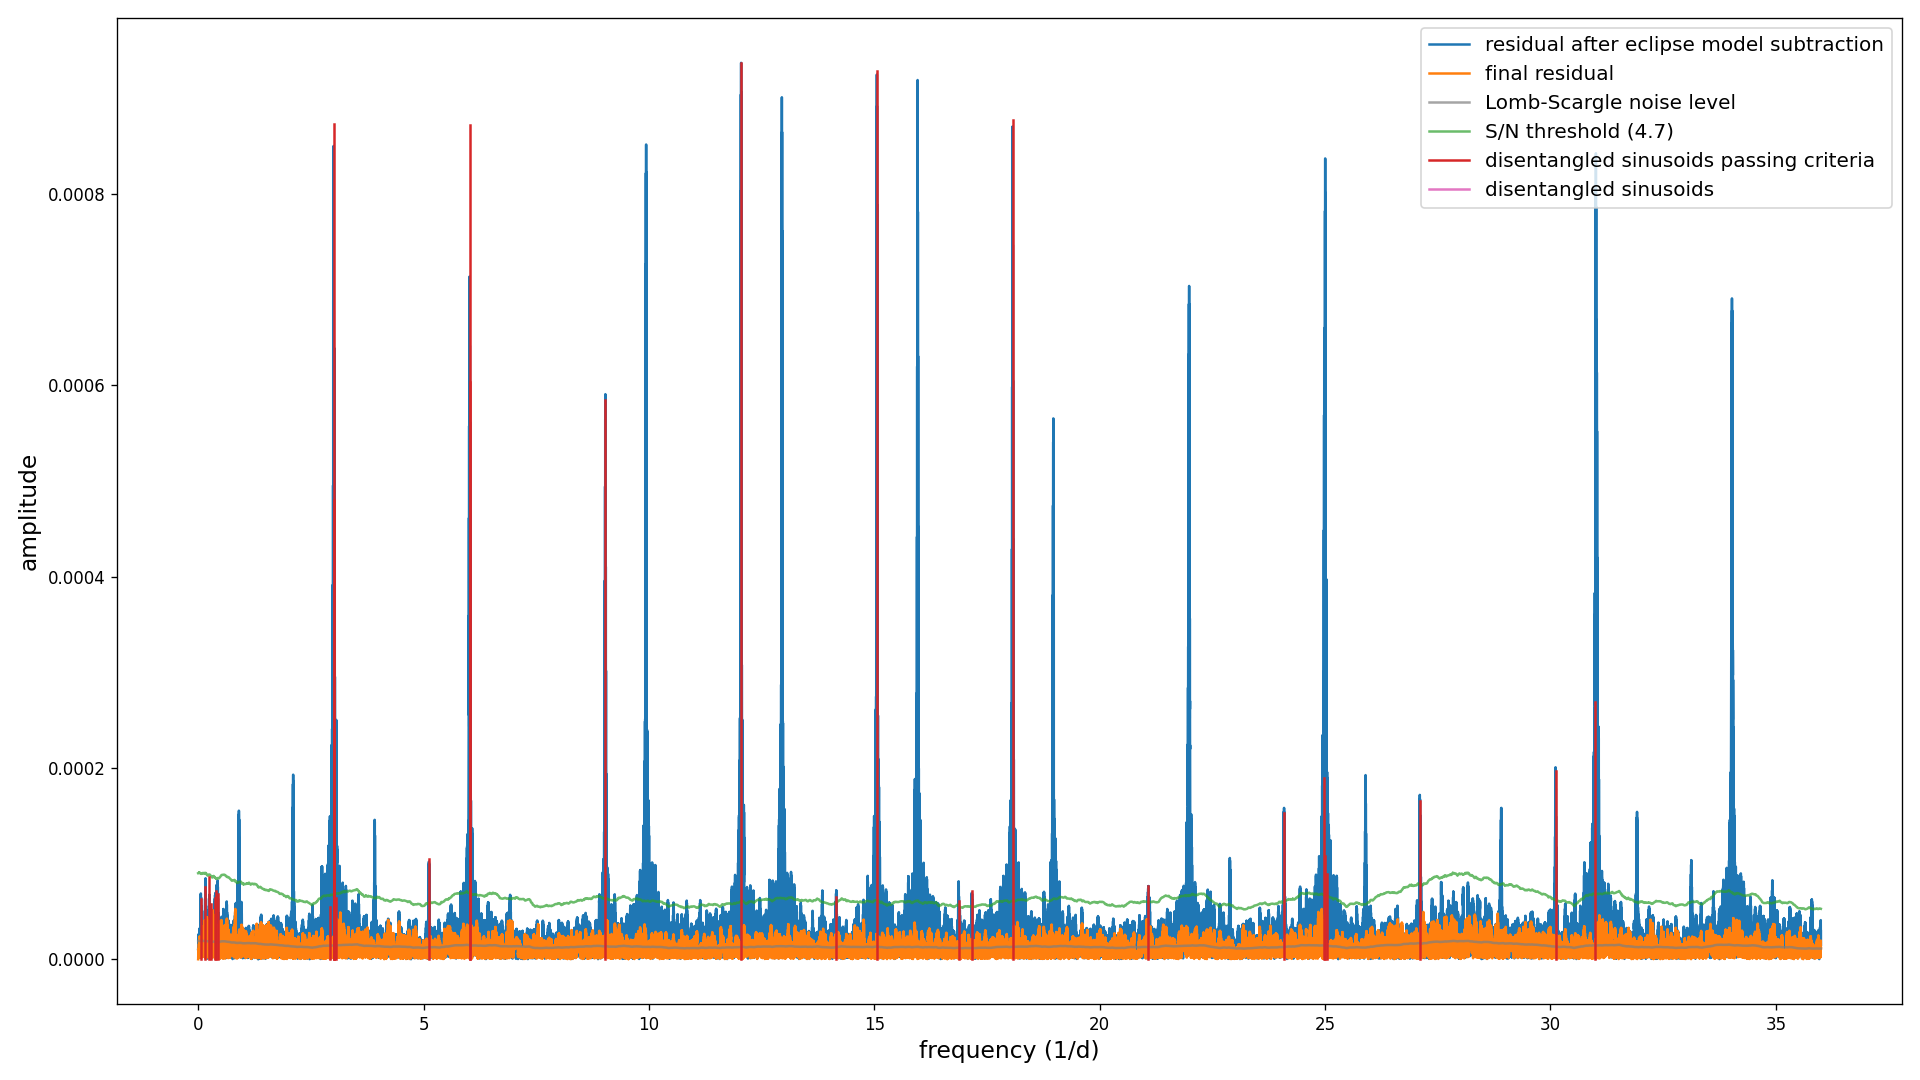 residual after eclipse model subtraction
final residual
Lomb-Scargle noise level
S/N threshold (4.7)
disentangled sinusoids passing criteria
disentangled sinusoids
amplitude
0.0008
0.0006
0.0004
0.0002
0.0000
0 5 10 15 20 25 30 35
frequency (1/d)